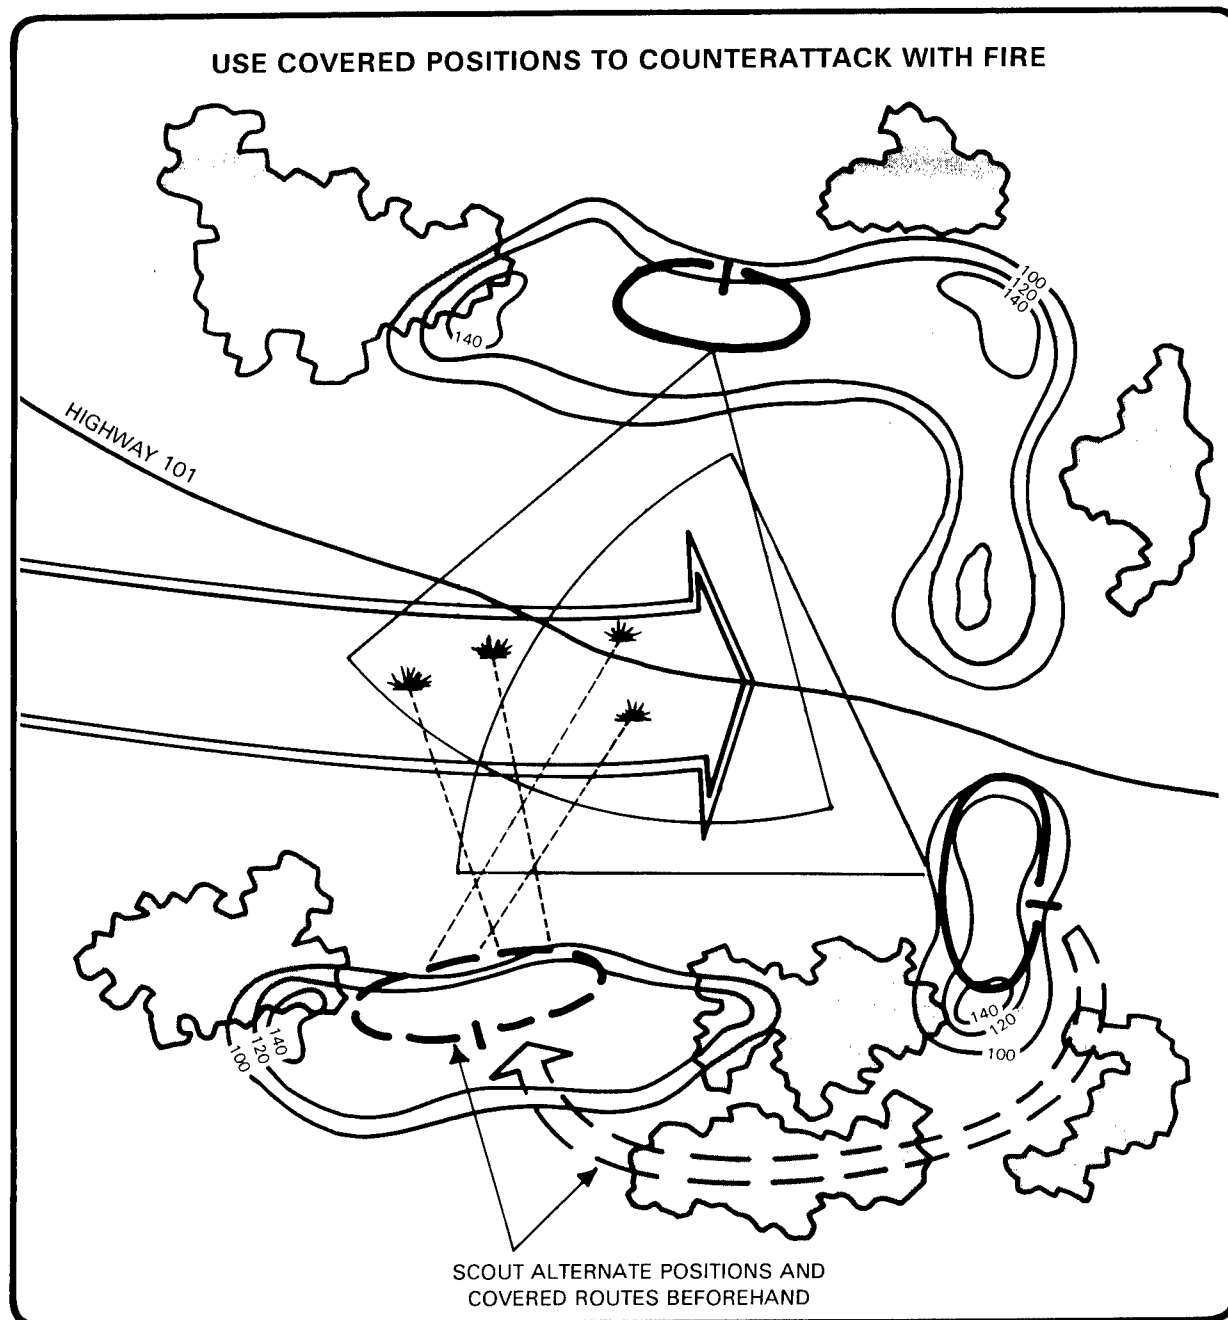 USE COVERED POSITIONS TO COUNTERATTACK WITH FIRE
100
120
140
140
HIGHWAY 101
140
120
100
140
120
100
SCOUT ALTERNATE POSITIONS AND
COVERED ROUTES BEFOREHAND